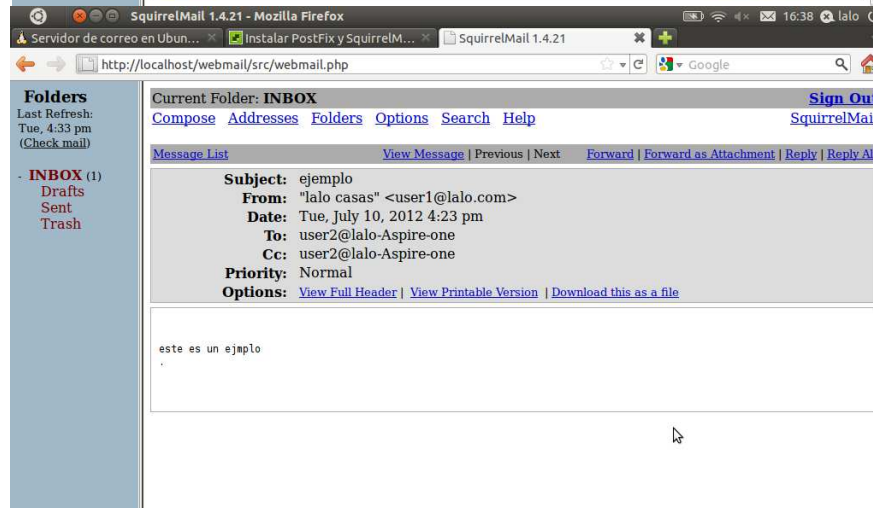 SquirrelMail 1.4.21 - Mozilla Firefox
16:38 lalo
Servidor de correo en Ubun... Instalar PostFix y SquirrelM... SquirrelMail 1.4.21
http://localhost/webmail/src/webmail.php Google
Folders
Last Refresh:
Tue, 4:33 pm
(Check mail)
- INBOX (1)
Drafts
Sent
Trash
Current Folder: INBOX Sign Out
Compose Addresses Folders Options Search Help SquirrelMai
Message List View Message | Previous | Next Forward | Forward as Attachment | Reply | Reply Al
Subject: ejemplo
From: "lalo casas" <user1@lalo.com>
Date: Tue, July 10, 2012 4:23 pm
To: user2@lalo-Aspire-one
Cc: user2@lalo-Aspire-one
Priority: Normal
Options: View Full Header | View Printable Version | Download this as a file
este es un ejmplo
.